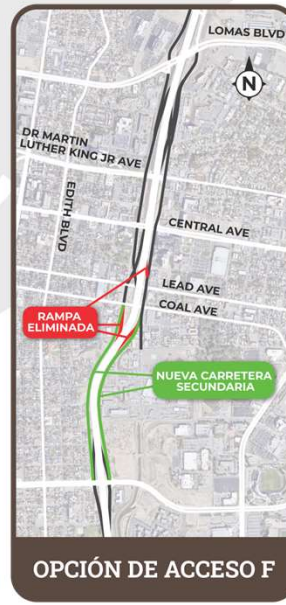 LOMAS BLVD
N
DR MARTIN
LUTHER KING JR AVE
EDITH BLVD
CENTRAL AVE
LEAD AVE
COAL AVE
RAMPA
ELIMINADA
NUEVA CARRETERA
SECUNDARIA
OPCIÓN DE ACCESO F